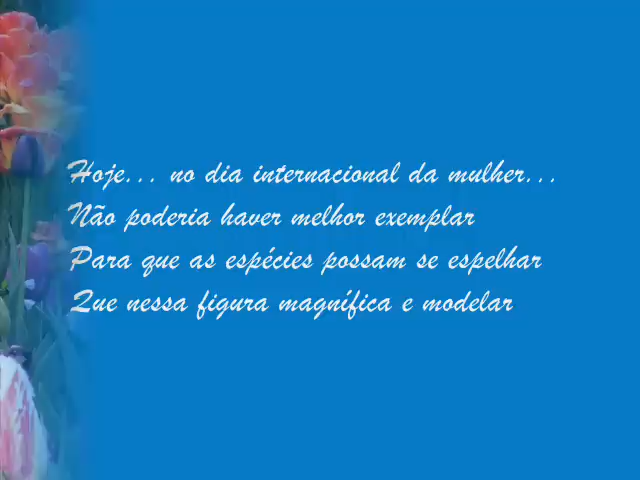 Hoje... no dia internacional da mulher...
Não poderia haver melhor exemplar
Para que as espécies possam se espelhar
Que nessa figura magnífica e modelar